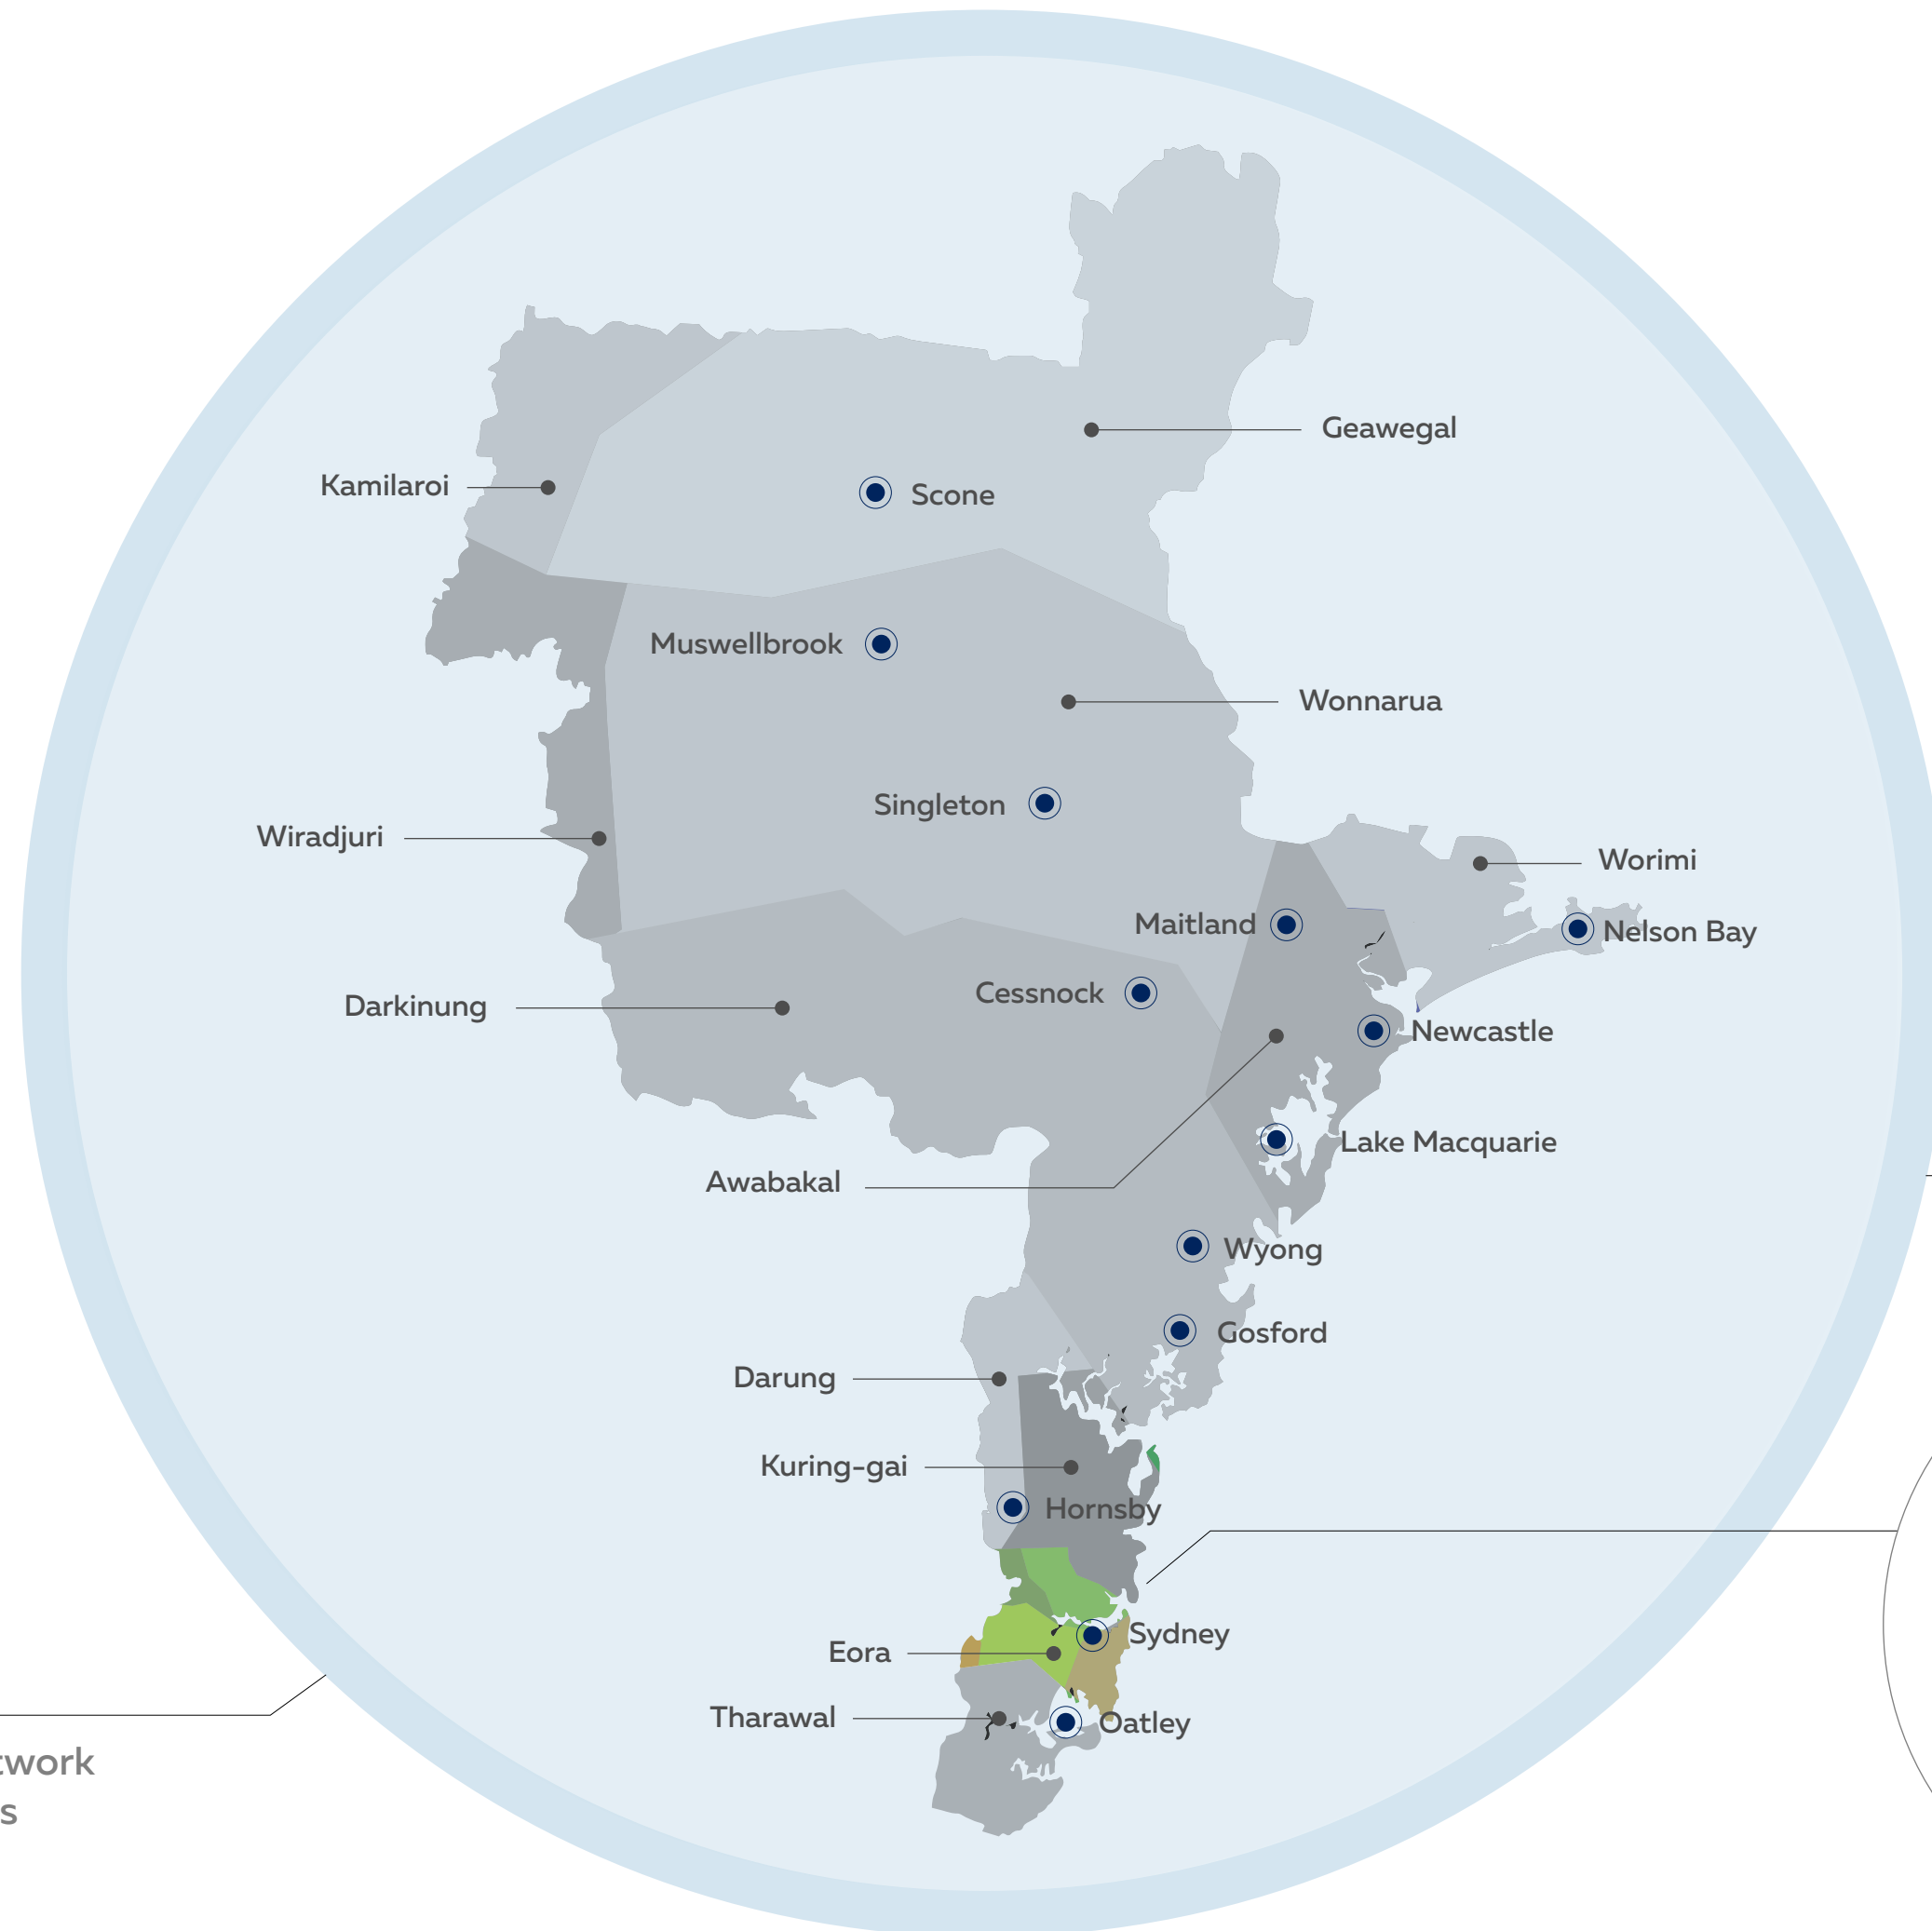 Geawegal
Kamilaroi
Scone
Muswellbrook
Wonnarua
Singleton
Wiradjuri
Worimi
Maitland
Nelson Bay
Cessnock
Darkinung
Newcastle
Lake Macquarie
Awabakal
Wyong
Gosford
Darung
Kuring-gai
Hornsby
Sydney
Eora
Tharawal
Oatley
twork
s